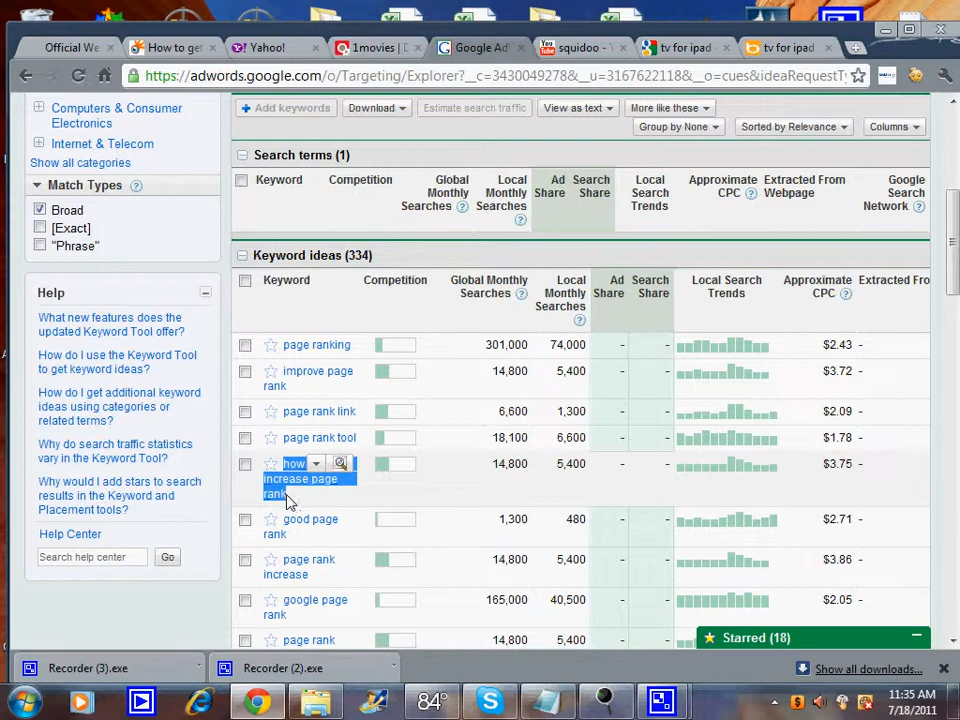 Official We
How to get
Yahoo!
1movies | D
Google Ad
squidoo - V
tv for ipad
tv for ipad
https://adwords.google.com/o/Targeting/Explorer?__c=3430049278&__u=3167622118&__o=cues&ideaRequestTy
Computers & Consumer
Electronics
Internet & Telecom
Show all categories
Match Types
Broad
[Exact]
"Phrase"
Help
What new features does the
updated Keyword Tool offer?
How do I use the Keyword Tool
to get keyword ideas?
How do I get additional keyword
ideas using categories or
related terms?
Why do search traffic statistics
vary in the Keyword Tool?
Why would I add stars to search
results in the Keyword and
Placement tools?
Help Center
Search help center Go
+ Add keywords Download Estimate search traffic View as text More like these
Group by None Sorted by Relevance Columns
Search terms (1)
Keyword Competition Global Monthly Searches Local Monthly Searches Ad Share Search Share Local Search Trends Approximate CPC Extracted From Webpage Google Search Network
Keyword ideas (334)
Keyword Competition Global Monthly Searches Local Monthly Searches Ad Share Search Share Local Search Trends Approximate CPC Extracted Fro
page ranking 301,000 74,000 - - $2.43 -
improve page rank 14,800 5,400 - - $3.72 -
page rank link 6,600 1,300 - - $2.09 -
page rank tool 18,100 6,600 - - $1.78 -
how increase page rank 14,800 5,400 - - $3.75 -
good page rank 1,300 480 - - $2.71 -
page rank increase 14,800 5,400 - - $3.86 -
google page rank 165,000 40,500 - - $2.05 -
page rank 14,800 5,400 - -
Starred (18)
Recorder (3).exe
Recorder (2).exe
Show all downloads...
84°
11:35 AM
7/18/2011